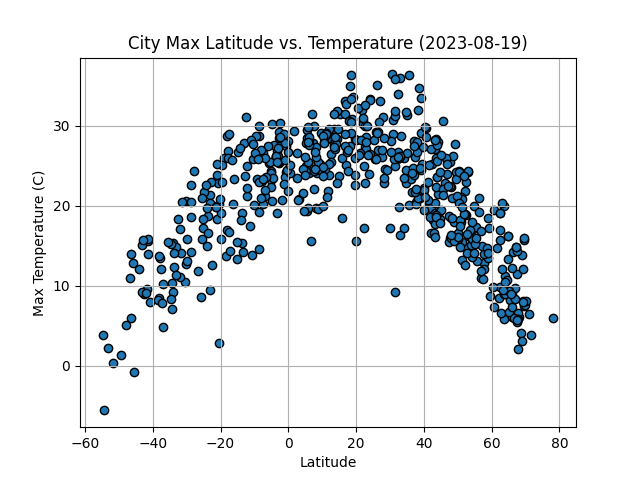 City Max Latitude vs. Temperature (2023-08-19)
Max Temperature (C)
30
20
10
0
−60 −40 −20 0 20 40 60 80
Latitude